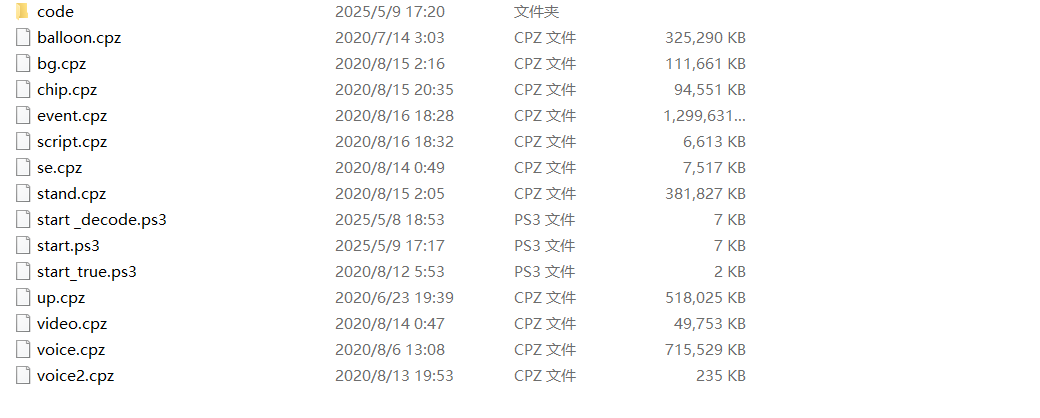 code 2025/5/9 17:20 文件夹
balloon.cpz 2020/7/14 3:03 CPZ 文件 325,290 KB
bg.cpz 2020/8/15 2:16 CPZ 文件 111,661 KB
chip.cpz 2020/8/15 20:35 CPZ 文件 94,551 KB
event.cpz 2020/8/16 18:28 CPZ 文件 1,299,631...
script.cpz 2020/8/16 18:32 CPZ 文件 6,613 KB
se.cpz 2020/8/14 0:49 CPZ 文件 7,517 KB
stand.cpz 2020/8/15 2:05 CPZ 文件 381,827 KB
start _decode.ps3 2025/5/8 18:53 PS3 文件 7 KB
start.ps3 2025/5/9 17:17 PS3 文件 7 KB
start_true.ps3 2020/8/12 5:53 PS3 文件 2 KB
up.cpz 2020/6/23 19:39 CPZ 文件 518,025 KB
video.cpz 2020/8/14 0:47 CPZ 文件 49,753 KB
voice.cpz 2020/8/6 13:08 CPZ 文件 715,529 KB
voice2.cpz 2020/8/13 19:53 CPZ 文件 235 KB